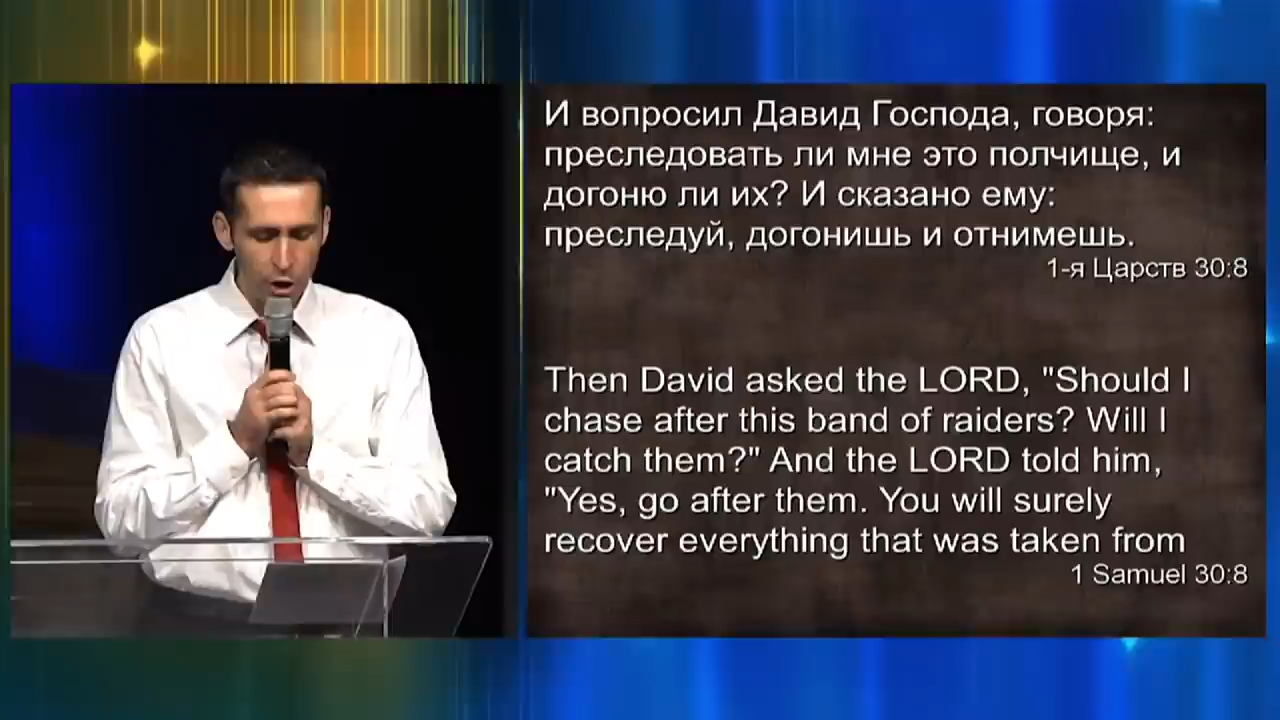 И вопросил Давид Господа, говоря:
преследовать ли мне это полчище, и
догоню ли их? И сказано ему:
преследуй, догонишь и отнимешь.
1-я Царств 30:8
Then David asked the LORD, "Should I
chase after this band of raiders? Will I
catch them?" And the LORD told him,
"Yes, go after them. You will surely
recover everything that was taken from
1 Samuel 30:8